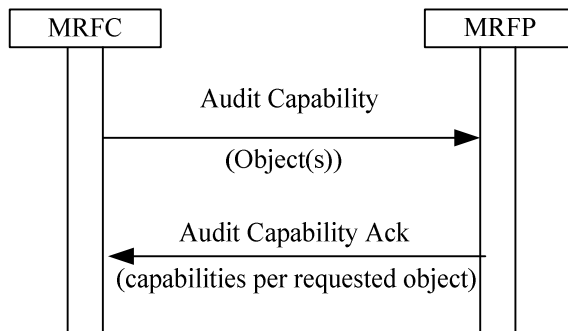 MRFC
MRFP
Audit Capability
(Object(s))
Audit Capability Ack
(capabilities per requested object)